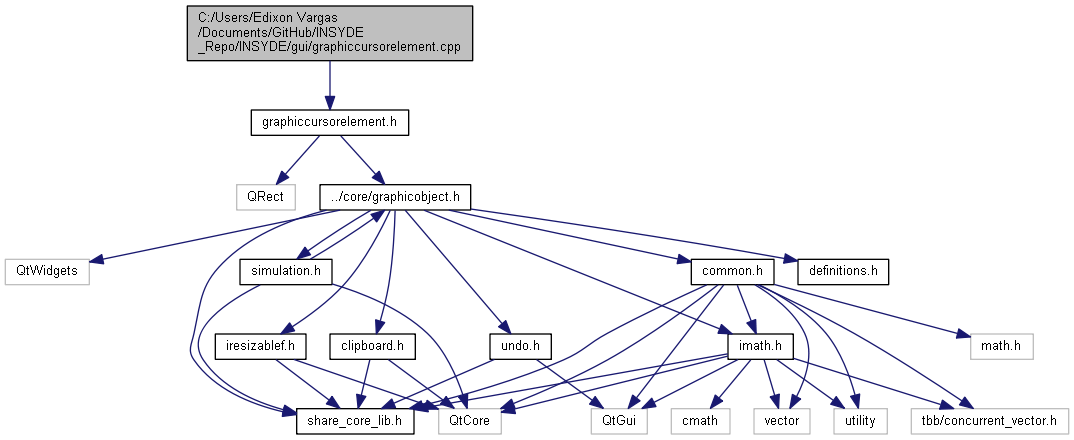 C:/Users/Edixon Vargas
/Documents/GitHub/INSYDE
_Repo/INSYDE/gui/graphiccursorelement.cpp
graphiccursorelement.h
QRect
../core/graphicobject.h
QtWidgets
simulation.h
common.h
definitions.h
iresizablef.h
clipboard.h
undo.h
imath.h
math.h
share_core_lib.h
QtCore
QtGui
cmath
vector
utility
tbb/concurrent_vector.h